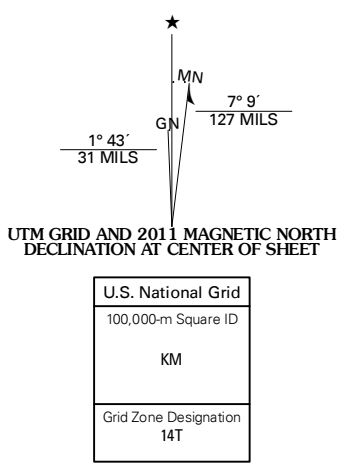 MN
7° 9´
127 MILS
GN
1° 43´
31 MILS
UTM GRID AND 2011 MAGNETIC NORTH
DECLINATION AT CENTER OF SHEET
U.S. National Grid
100,000-m Square ID
KM
Grid Zone Designation
14T